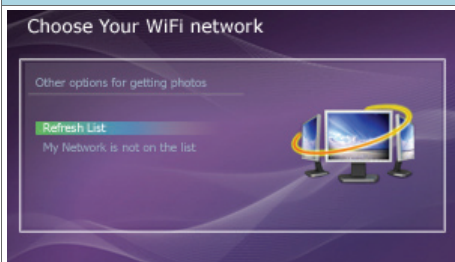 Choose Your WiFi network
Other options for getting photos
Refresh List
My Network is not on the list